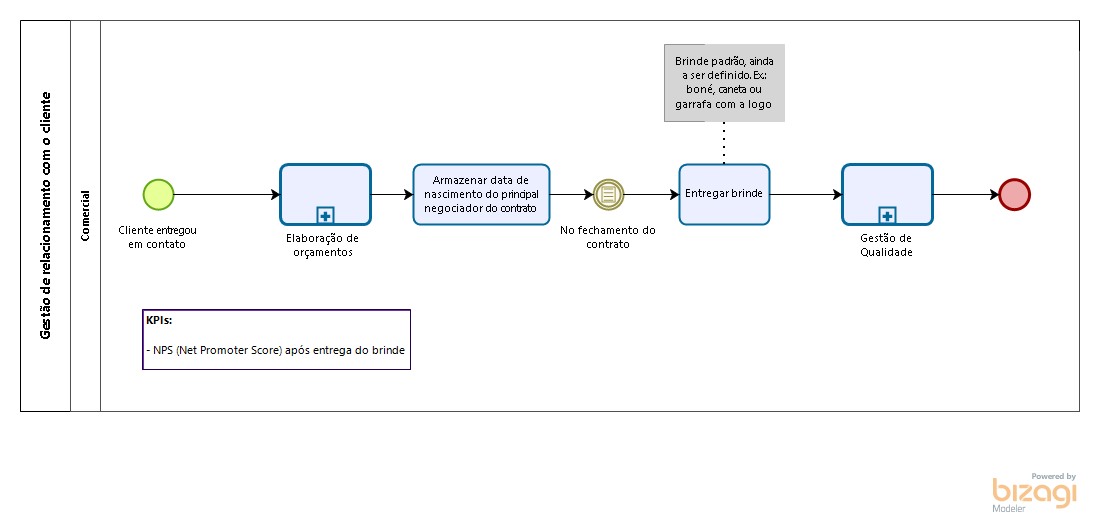 Gestão de relacionamento com o cliente
Comercial
Brinde padrão, ainda
a ser definido. Ex.:
boné, caneta ou
garrafa com a logo
Cliente entregou
em contato
Elaboração de
orçamentos
Armazenar data de
nascimento do principal
negociador do contrato
No fechamento do
contrato
Entregar brinde
Gestão de
Qualidade
KPIs:
- NPS (Net Promoter Score) após entrega do brinde
Powered by
bizagi
Modeler